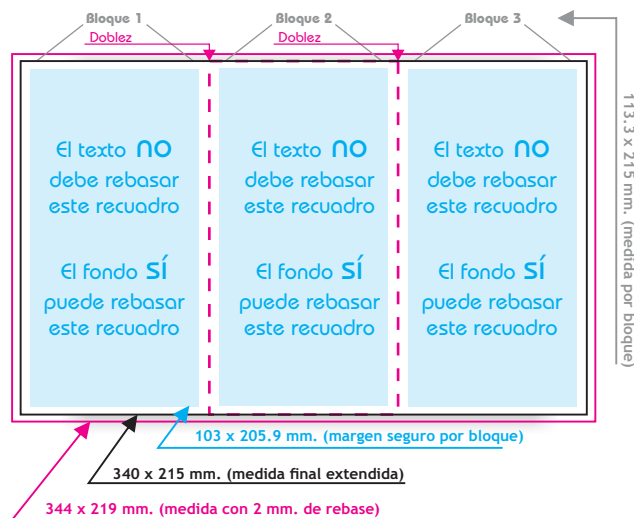 Bloque 1
Bloque 2
Bloque 3
Doblez
Doblez
El texto NO
debe rebasar
este recuadro
El fondo SÍ
puede rebasar
este recuadro
El texto NO
debe rebasar
este recuadro
El fondo SÍ
puede rebasar
este recuadro
El texto NO
debe rebasar
este recuadro
El fondo SÍ
puede rebasar
este recuadro
113.3 x 215 mm. (medida por bloque)
103 x 205.9 mm. (margen seguro por bloque)
340 x 215 mm. (medida final extendida)
344 x 219 mm. (medida con 2 mm. de rebase)